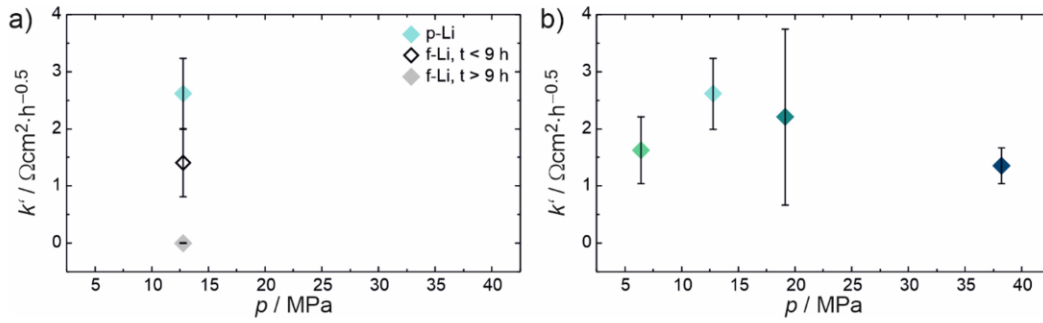 a)
p-Li
f-Li, t < 9 h
f-Li, t > 9 h
4
3
2
1
0
k‘ / Ωcm²·h⁻⁰·⁵
5 10 15 20 25 30 35 40
p / MPa
b)
4
3
2
1
0
k‘ / Ωcm²·h⁻⁰·⁵
5 10 15 20 25 30 35 40
p / MPa